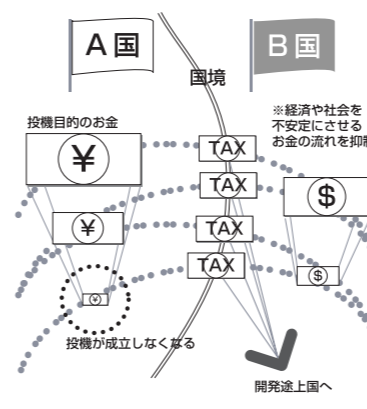 A国
B国
国境
投機目的のお金
※経済や社会を
不安定にさせる
お金の流れを抑制
¥
TAX
TAX
$
¥
TAX
TAX
$
¥
投機が成立しなくなる
開発途上国へ